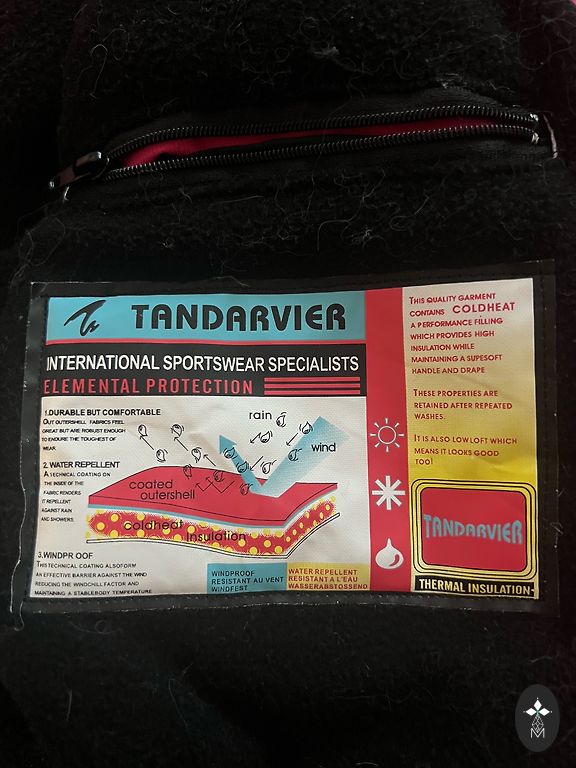 TANDARVIER
INTERNATIONAL SPORTSWEAR SPECIALISTS
ELEMENTAL PROTECTION
1.DURABLE BUT COMFORTABLE
OUT OUTERSHELL FABRICS FEEL
GREAT BUT ARE ROBUST ENOUGH
TO ENDURE THE TOUGHEST OF
WEAR
2. WATER REPELLENT
A TECHNICAL COATING ON
THE INSIDE OF THE
FABRIC RENDERS
IT REPELLENT
AGAINST RAIN
AND SHOWERS.
3.WINDPR OOF
THIS TECHNICAL COATING ALSOFORM
AN EFFECTIVE BARRIER AGAINST THE WIND
REDUCING THE WINDCHILL FACTOR AND
MAINTAINING A STABLEBODY TEMPERATURE
rain
wind
coated
outershell
coldheat Insulation
WINDPROOF
RESISTANT AU VENT
WINDFEST
WATER REPELLENT
RESISTANT A L'EAU
WASSERABSTOSSEND
THIS QUALITY GARMENT
CONTAINS COLDHEAT
A PERFORMANCE FILLING
WHICH PROVIDES HIGH
INSULATION WHILE
MAINTAINING A SUPESOFT
HANDLE AND DRAPE
THESE PROPERTIES ARE
RETAINED AFTER REPEATED
WASHES.
IT IS ALSO LOW LOFT WHICH
MEANS IT LOOKS GOOD
TOO!
TANDARVIER
THERMAL INSULATION
M